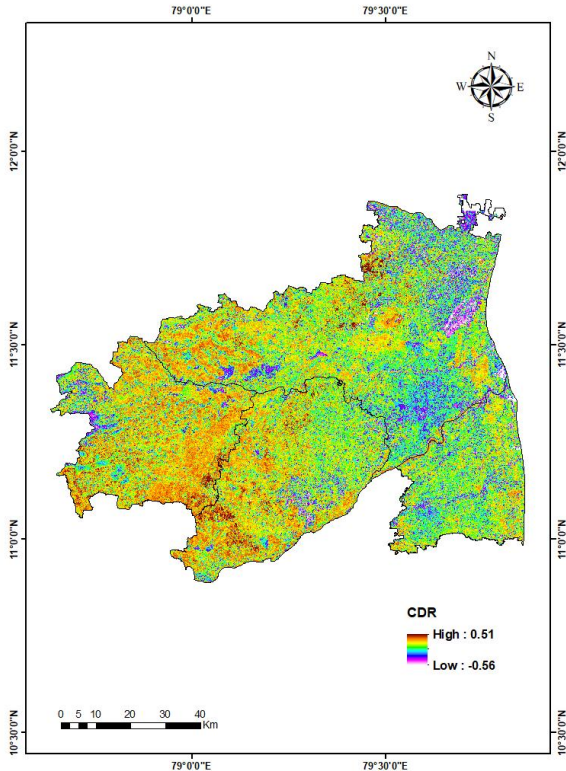 79°0'0"E 79°30'0"E
N
W E
S
12°0'0"N 12°0'0"N
11°30'0"N 11°30'0"N
11°0'0"N 11°0'0"N
CDR
High : 0.51
Low : -0.56
0 5 10 20 30 40
Km
10°30'0"N 10°30'0"N
79°0'0"E 79°30'0"E